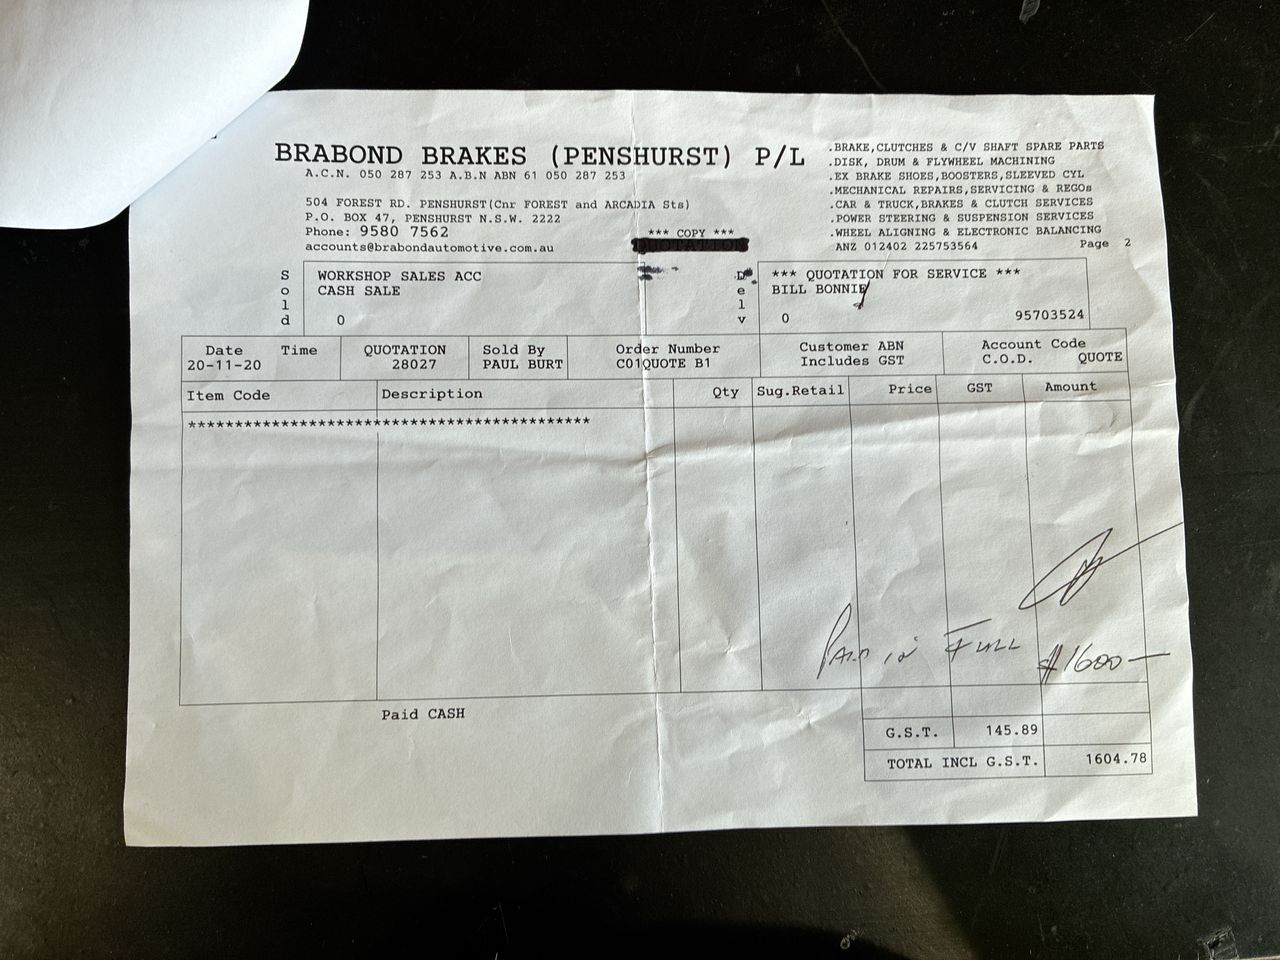 BRABOND BRAKES (PENSHURST) P/L
A.C.N. 050 287 253 A.B.N ABN 61 050 287 253
504 FOREST RD. PENSHURST(Cnr FOREST and ARCADIA Sts)
P.O. BOX 47, PENSHURST N.S.W. 2222
Phone: 9580 7562
accounts@brabondautomotive.com.au
*** COPY ***
QUOTATION
.BRAKE,CLUTCHES & C/V SHAFT SPARE PARTS
.DISK, DRUM & FLYWHEEL MACHINING
.EX BRAKE SHOES,BOOSTERS,SLEEVED CYL
.MECHANICAL REPAIRS,SERVICING & REGOs
.CAR & TRUCK,BRAKES & CLUTCH SERVICES
.POWER STEERING & SUSPENSION SERVICES
.WHEEL ALIGNING & ELECTRONIC BALANCING
ANZ 012402 225753564 Page 2
Sold
WORKSHOP SALES ACC
CASH SALE
0
Delv
*** QUOTATION FOR SERVICE ***
BILL BONNIE
0 95703524
Date Time QUOTATION Sold By Order Number Customer ABN Account Code
20-11-20 28027 PAUL BURT C01QUOTE B1 Includes GST C.O.D. QUOTE
Item Code Description Qty Sug.Retail Price GST Amount
*******************************************
PAID IN FULL $1600—
Paid CASH
G.S.T. 145.89
TOTAL INCL G.S.T. 1604.78